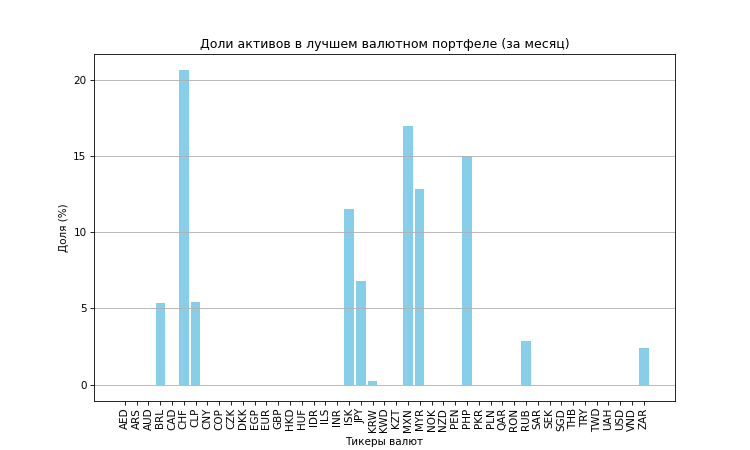 Доли активов в лучшем валютном портфеле (за месяц)
Доля (%)
20
15
10
5
0
AED ARS AUD BRL CAD CHF CLP CNY COP CZK DKK EGP EUR GBP HKD HUF IDR ILS INR ISK JPY KRW KWD KZT MXN MYR NOK NZD PEN PHP PKR PLN QAR RON RUB SAR SEK SGD THB TRY TWD UAH USD VND ZAR
Тикеры валют